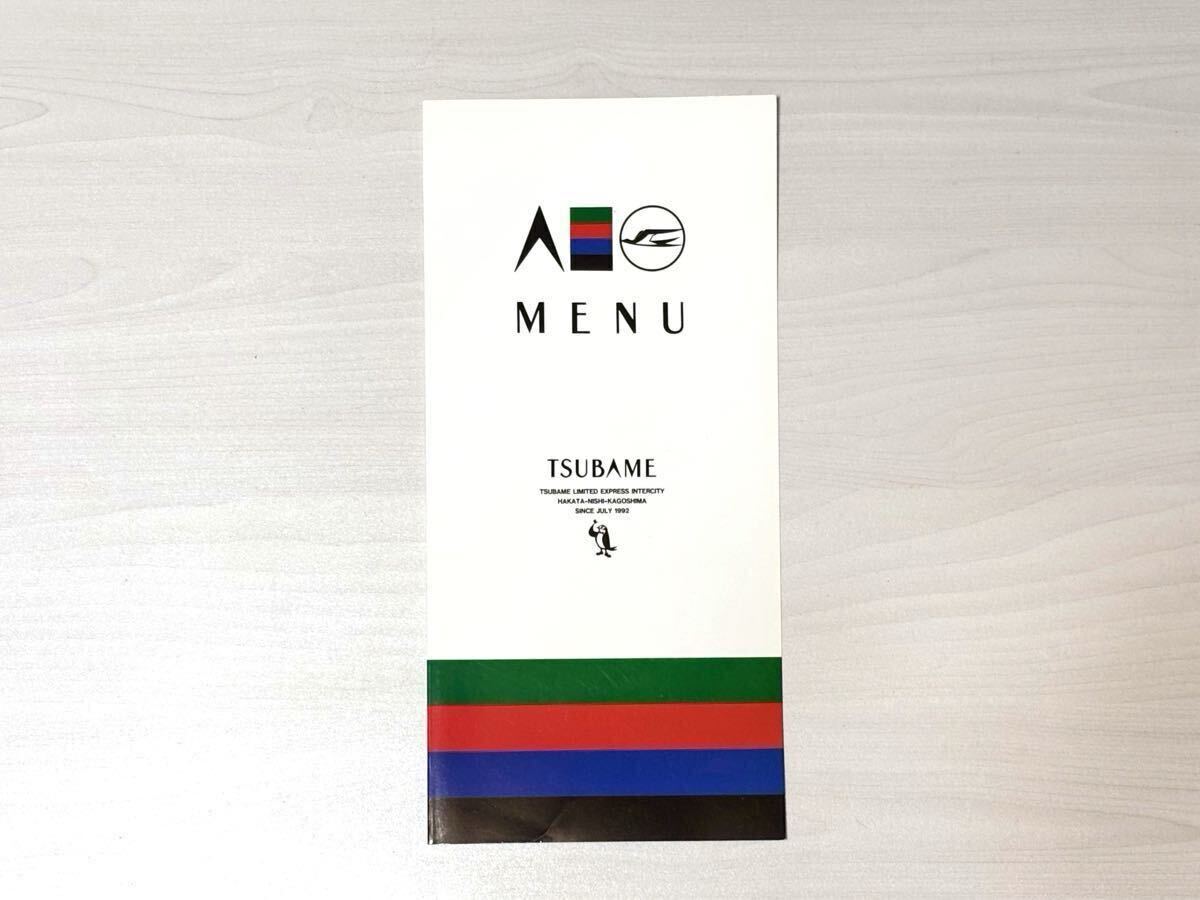 MENU
TSUBAME
TSUBAME LIMITED EXPRESS INTERCITY
HAKATA-NISHI-KAGOSHIMA
SINCE JULY 1992